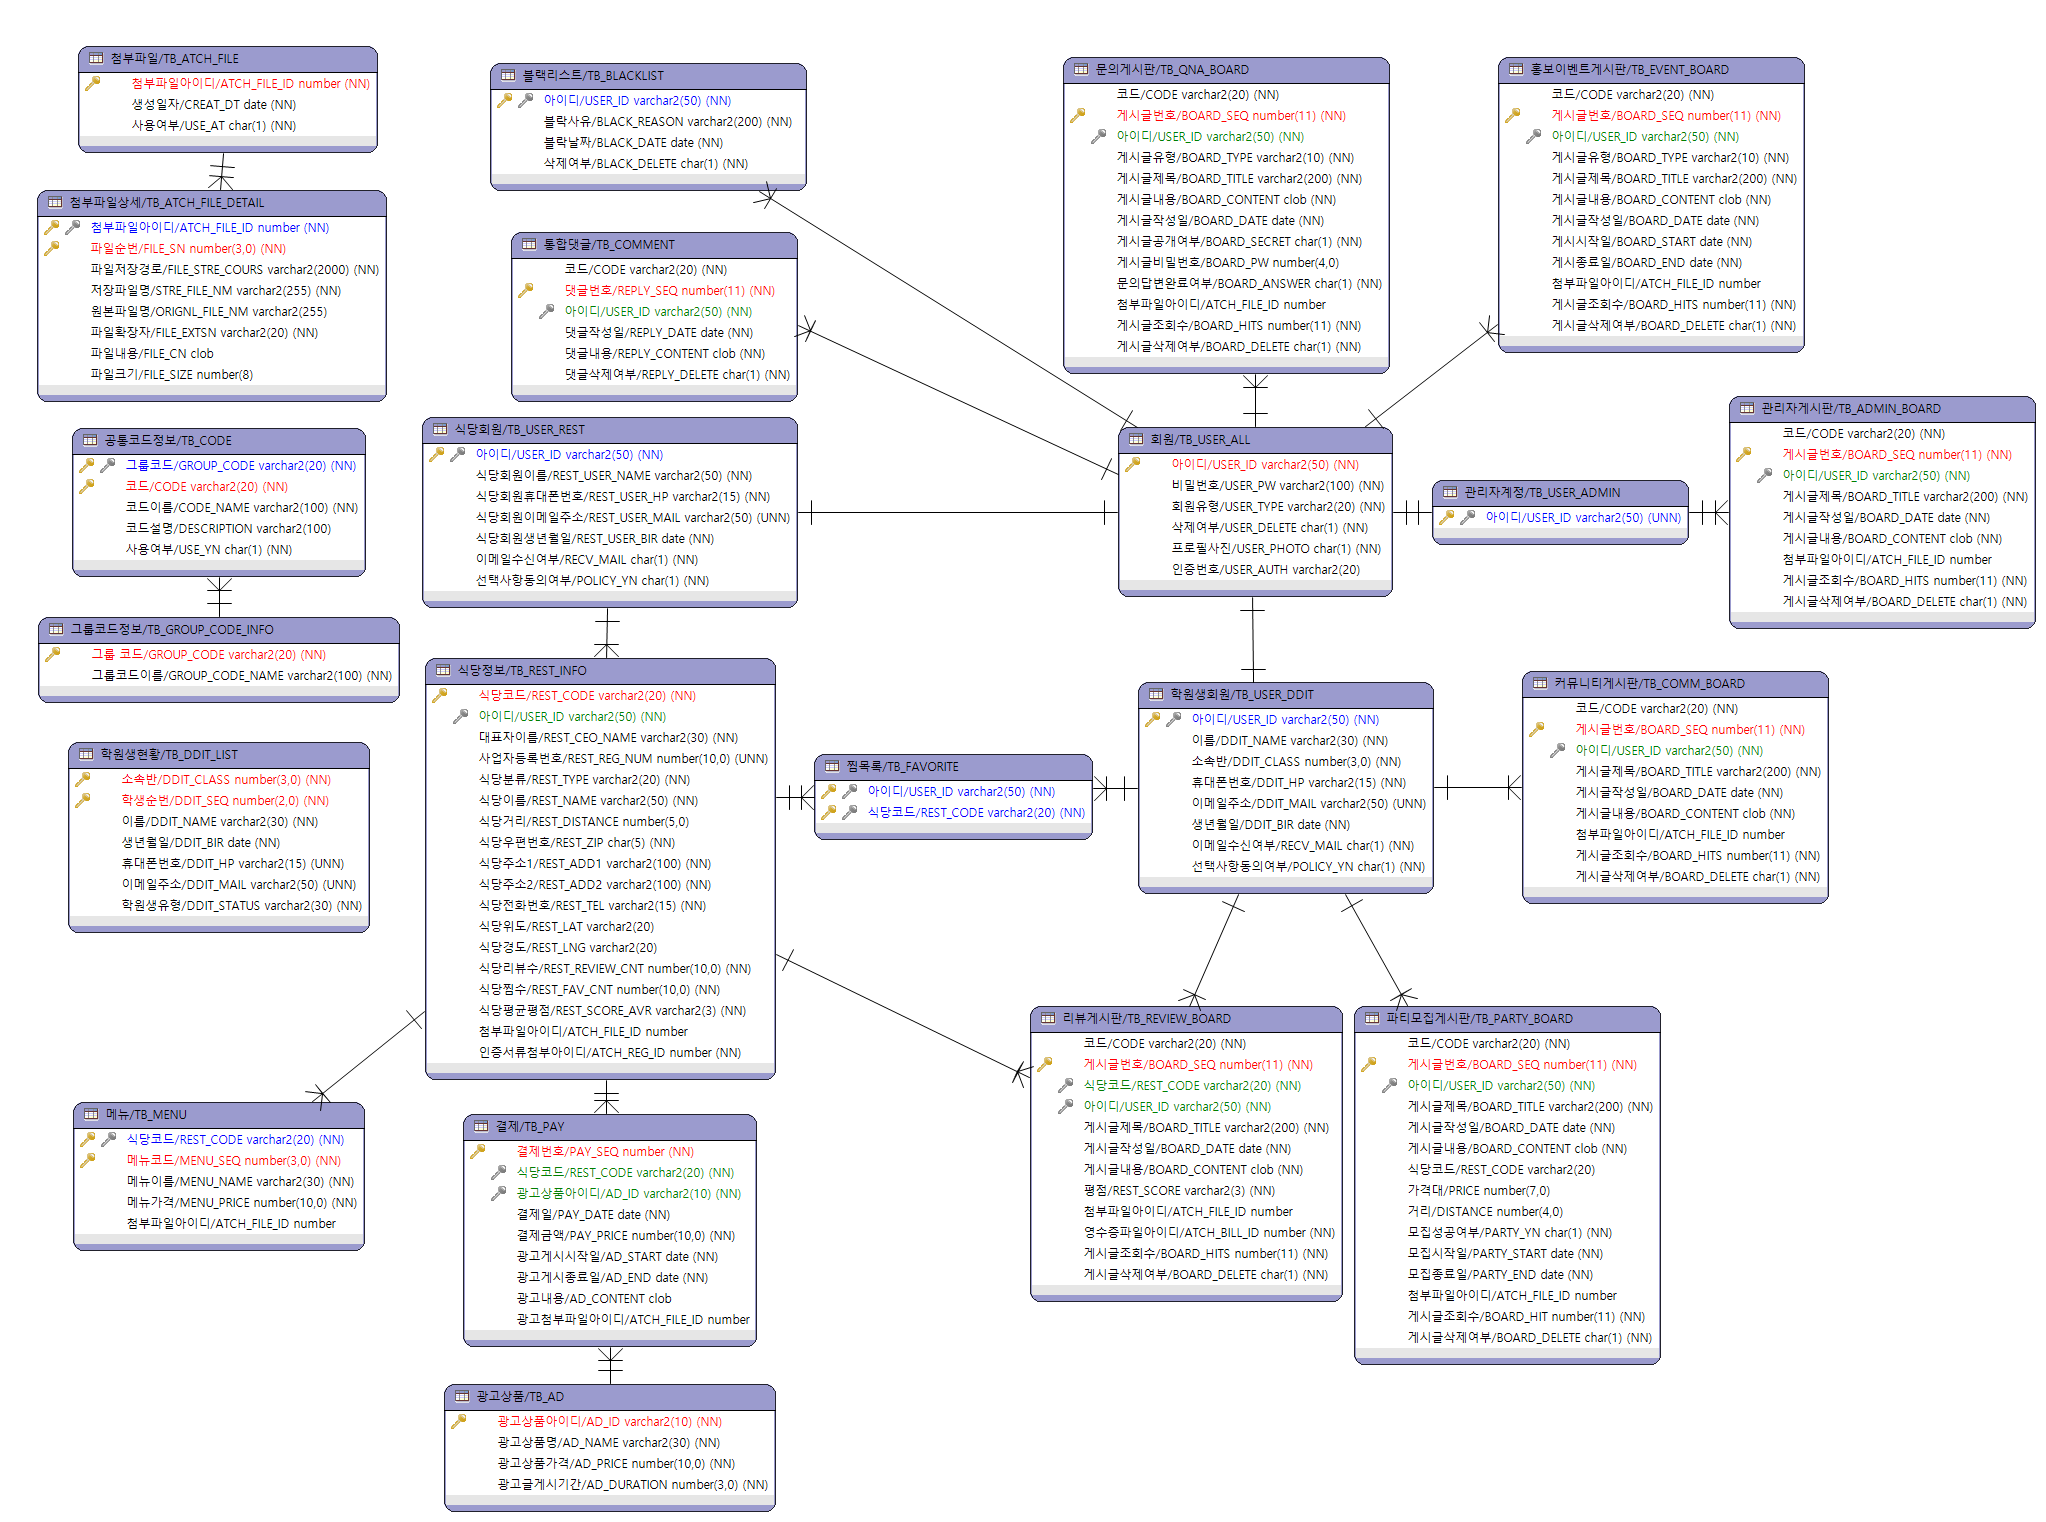 첨부파일/TB_ATCH_FILE
첨부파일아이디/ATCH_FILE_ID number (NN)
생성일자/CREAT_DT date (NN)
사용여부/USE_AT char(1) (NN)
첨부파일상세/TB_ATCH_FILE_DETAIL
첨부파일아이디/ATCH_FILE_ID number (NN)
파일순번/FILE_SN number(3,0) (NN)
파일저장경로/FILE_STRE_COURS varchar2(2000) (NN)
저장파일명/STRE_FILE_NM varchar2(255) (NN)
원본파일명/ORIGNL_FILE_NM varchar2(255)
파일확장자/FILE_EXTSN varchar2(20) (NN)
파일내용/FILE_CN clob
파일크기/FILE_SIZE number(8)
공통코드정보/TB_CODE
그룹코드/GROUP_CODE varchar2(20) (NN)
코드/CODE varchar2(20) (NN)
코드이름/CODE_NAME varchar2(100) (NN)
코드설명/DESCRIPTION varchar2(100)
사용여부/USE_YN char(1) (NN)
그룹코드정보/TB_GROUP_CODE_INFO
그룹 코드/GROUP_CODE varchar2(20) (NN)
그룹코드이름/GROUP_CODE_NAME varchar2(100) (NN)
학원생현황/TB_DDIT_LIST
소속반/DDIT_CLASS number(3,0) (NN)
학생순번/DDIT_SEQ number(2,0) (NN)
이름/DDIT_NAME varchar2(30) (NN)
생년월일/DDIT_BIR date (NN)
휴대폰번호/DDIT_HP varchar2(15) (UNN)
이메일주소/DDIT_MAIL varchar2(50) (UNN)
학원생유형/DDIT_STATUS varchar2(30) (NN)
메뉴/TB_MENU
식당코드/REST_CODE varchar2(20) (NN)
메뉴코드/MENU_SEQ number(3,0) (NN)
메뉴이름/MENU_NAME varchar2(30) (NN)
메뉴가격/MENU_PRICE number(10,0) (NN)
첨부파일아이디/ATCH_FILE_ID number
블랙리스트/TB_BLACKLIST
아이디/USER_ID varchar2(50) (NN)
블락사유/BLACK_REASON varchar2(200) (NN)
블락날짜/BLACK_DATE date (NN)
삭제여부/BLACK_DELETE char(1) (NN)
통합댓글/TB_COMMENT
코드/CODE varchar2(20) (NN)
댓글번호/REPLY_SEQ number(11) (NN)
아이디/USER_ID varchar2(50) (NN)
댓글작성일/REPLY_DATE date (NN)
댓글내용/REPLY_CONTENT clob (NN)
댓글삭제여부/REPLY_DELETE char(1) (NN)
식당회원/TB_USER_REST
아이디/USER_ID varchar2(50) (NN)
식당회원이름/REST_USER_NAME varchar2(50) (NN)
식당회원휴대폰번호/REST_USER_HP varchar2(15) (NN)
식당회원이메일주소/REST_USER_MAIL varchar2(50) (UNN)
식당회원생년월일/REST_USER_BIR date (NN)
이메일수신여부/RECV_MAIL char(1) (NN)
선택사항동의여부/POLICY_YN char(1) (NN)
식당정보/TB_REST_INFO
식당코드/REST_CODE varchar2(20) (NN)
아이디/USER_ID varchar2(50) (NN)
대표자이름/REST_CEO_NAME varchar2(30) (NN)
사업자등록번호/REST_REG_NUM number(10,0) (UNN)
식당분류/REST_TYPE varchar2(20) (NN)
식당이름/REST_NAME varchar2(50) (NN)
식당거리/REST_DISTANCE number(5,0)
식당우편번호/REST_ZIP char(5) (NN)
식당주소1/REST_ADD1 varchar2(100) (NN)
식당주소2/REST_ADD2 varchar2(100) (NN)
식당전화번호/REST_TEL varchar2(15) (NN)
식당위도/REST_LAT varchar2(20)
식당경도/REST_LNG varchar2(20)
식당리뷰수/REST_REVIEW_CNT number(10,0) (NN)
식당찜수/REST_FAV_CNT number(10,0) (NN)
식당평균평점/REST_SCORE_AVR varchar2(3) (NN)
첨부파일아이디/ATCH_FILE_ID number
인증서류첨부아이디/ATCH_REG_ID number (NN)
결제/TB_PAY
결제번호/PAY_SEQ number (NN)
식당코드/REST_CODE varchar2(20) (NN)
광고상품아이디/AD_ID varchar2(10) (NN)
결제일/PAY_DATE date (NN)
결제금액/PAY_PRICE number(10,0) (NN)
광고게시시작일/AD_START date (NN)
광고게시종료일/AD_END date (NN)
광고내용/AD_CONTENT clob
광고첨부파일아이디/ATCH_FILE_ID number
광고상품/TB_AD
광고상품아이디/AD_ID varchar2(10) (NN)
광고상품명/AD_NAME varchar2(30) (NN)
광고상품가격/AD_PRICE number(10,0) (NN)
광고글게시기간/AD_DURATION number(3,0) (NN)
찜목록/TB_FAVORITE
아이디/USER_ID varchar2(50) (NN)
식당코드/REST_CODE varchar2(20) (NN)
문의게시판/TB_QNA_BOARD
코드/CODE varchar2(20) (NN)
게시글번호/BOARD_SEQ number(11) (NN)
아이디/USER_ID varchar2(50) (NN)
게시글유형/BOARD_TYPE varchar2(10) (NN)
게시글제목/BOARD_TITLE varchar2(200) (NN)
게시글내용/BOARD_CONTENT clob (NN)
게시글작성일/BOARD_DATE date (NN)
게시글공개여부/BOARD_SECRET char(1) (NN)
게시글비밀번호/BOARD_PW number(4,0)
문의답변완료여부/BOARD_ANSWER char(1) (NN)
첨부파일아이디/ATCH_FILE_ID number
게시글조회수/BOARD_HITS number(11) (NN)
게시글삭제여부/BOARD_DELETE char(1) (NN)
회원/TB_USER_ALL
아이디/USER_ID varchar2(50) (NN)
비밀번호/USER_PW varchar2(100) (NN)
회원유형/USER_TYPE varchar2(20) (NN)
삭제여부/USER_DELETE char(1) (NN)
프로필사진/USER_PHOTO char(1) (NN)
인증번호/USER_AUTH varchar2(20)
학원생회원/TB_USER_DDIT
아이디/USER_ID varchar2(50) (NN)
이름/DDIT_NAME varchar2(30) (NN)
소속반/DDIT_CLASS number(3,0) (NN)
휴대폰번호/DDIT_HP varchar2(15) (NN)
이메일주소/DDIT_MAIL varchar2(50) (UNN)
생년월일/DDIT_BIR date (NN)
이메일수신여부/RECV_MAIL char(1) (NN)
선택사항동의여부/POLICY_YN char(1) (NN)
리뷰게시판/TB_REVIEW_BOARD
코드/CODE varchar2(20) (NN)
게시글번호/BOARD_SEQ number(11) (NN)
식당코드/REST_CODE varchar2(20) (NN)
아이디/USER_ID varchar2(50) (NN)
게시글제목/BOARD_TITLE varchar2(200) (NN)
게시글작성일/BOARD_DATE date (NN)
게시글내용/BOARD_CONTENT clob (NN)
평점/REST_SCORE varchar2(3) (NN)
첨부파일아이디/ATCH_FILE_ID number
영수증파일아이디/ATCH_BILL_ID number (NN)
게시글조회수/BOARD_HITS number(11) (NN)
게시글삭제여부/BOARD_DELETE char(1) (NN)
홍보이벤트게시판/TB_EVENT_BOARD
코드/CODE varchar2(20) (NN)
게시글번호/BOARD_SEQ number(11) (NN)
아이디/USER_ID varchar2(50) (NN)
게시글유형/BOARD_TYPE varchar2(10) (NN)
게시글제목/BOARD_TITLE varchar2(200) (NN)
게시글내용/BOARD_CONTENT clob (NN)
게시글작성일/BOARD_DATE date (NN)
게시시작일/BOARD_START date (NN)
게시종료일/BOARD_END date (NN)
첨부파일아이디/ATCH_FILE_ID number
게시글조회수/BOARD_HITS number(11) (NN)
게시글삭제여부/BOARD_DELETE char(1) (NN)
관리자계정/TB_USER_ADMIN
아이디/USER_ID varchar2(50) (UNN)
관리자게시판/TB_ADMIN_BOARD
코드/CODE varchar2(20) (NN)
게시글번호/BOARD_SEQ number(11) (NN)
아이디/USER_ID varchar2(50) (NN)
게시글제목/BOARD_TITLE varchar2(200) (NN)
게시글작성일/BOARD_DATE date (NN)
게시글내용/BOARD_CONTENT clob (NN)
첨부파일아이디/ATCH_FILE_ID number
게시글조회수/BOARD_HITS number(11) (NN)
게시글삭제여부/BOARD_DELETE char(1) (NN)
커뮤니티게시판/TB_COMM_BOARD
코드/CODE varchar2(20) (NN)
게시글번호/BOARD_SEQ number(11) (NN)
아이디/USER_ID varchar2(50) (NN)
게시글제목/BOARD_TITLE varchar2(200) (NN)
게시글작성일/BOARD_DATE date (NN)
게시글내용/BOARD_CONTENT clob (NN)
첨부파일아이디/ATCH_FILE_ID number
게시글조회수/BOARD_HITS number(11) (NN)
게시글삭제여부/BOARD_DELETE char(1) (NN)
파티모집게시판/TB_PARTY_BOARD
코드/CODE varchar2(20) (NN)
게시글번호/BOARD_SEQ number(11) (NN)
아이디/USER_ID varchar2(50) (NN)
게시글제목/BOARD_TITLE varchar2(200) (NN)
게시글작성일/BOARD_DATE date (NN)
게시글내용/BOARD_CONTENT clob (NN)
식당코드/REST_CODE varchar2(20)
가격대/PRICE number(7,0)
거리/DISTANCE number(4,0)
모집성공여부/PARTY_YN char(1) (NN)
모집시작일/PARTY_START date (NN)
모집종료일/PARTY_END date (NN)
첨부파일아이디/ATCH_FILE_ID number
게시글조회수/BOARD_HIT number(11) (NN)
게시글삭제여부/BOARD_DELETE char(1) (NN)